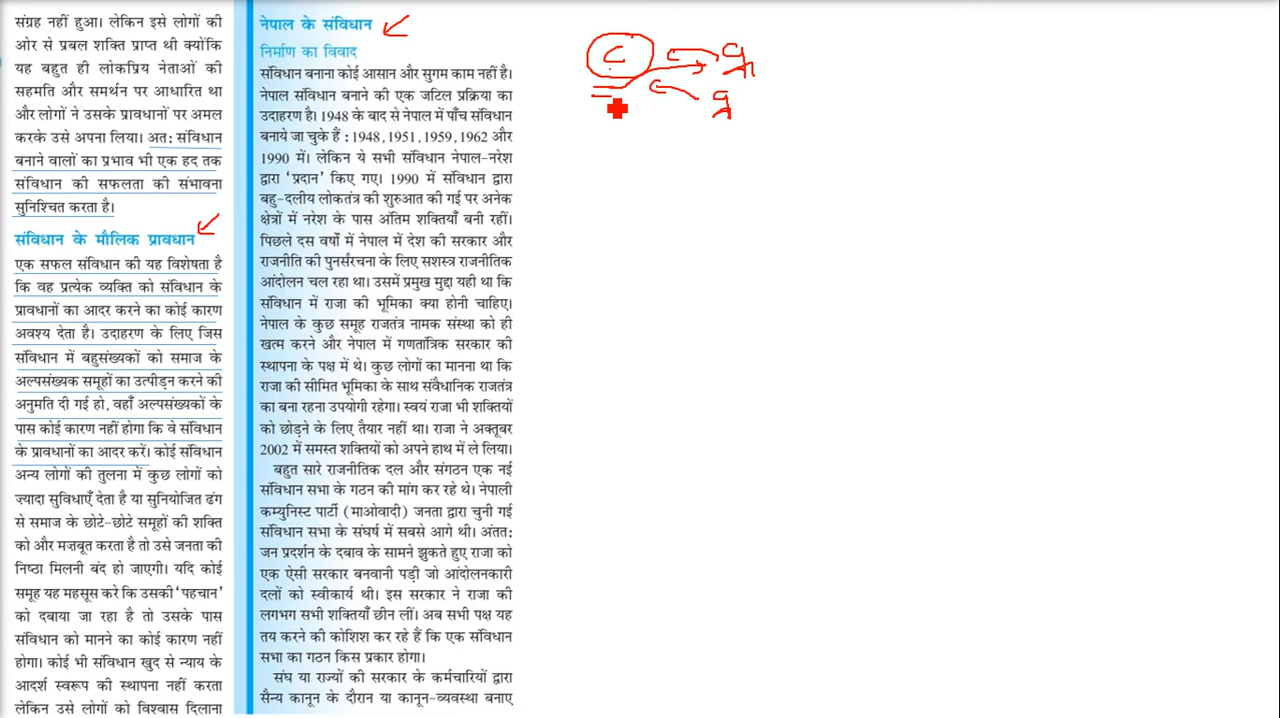 संग्रह नहीं हुआ। लेकिन इसे लोगों की
ओर से प्रबल शक्ति प्राप्त थी क्योंकि
यह बहुत ही लोकप्रिय नेताओं की
सहमति और समर्थन पर आधारित था
और लोगों ने उसके प्रावधानों पर अमल
करके उसे अपना लिया। अत: संविधान
बनाने वालों का प्रभाव भी एक हद तक
संविधान की सफलता की संभावना
सुनिश्चित करता है।
संविधान के मौलिक प्रावधान
एक सफल संविधान की यह विशेषता है
कि वह प्रत्येक व्यक्ति को संविधान के
प्रावधानों का आदर करने का कोई कारण
अवश्य देता है। उदाहरण के लिए जिस
संविधान में बहुसंख्यकों को समाज के
अल्पसंख्यक समूहों का उत्पीड़न करने की
अनुमति दी गई हो, वहाँ अल्पसंख्यकों के
पास कोई कारण नहीं होगा कि वे संविधान
के प्रावधानों का आदर करें। कोई संविधान
अन्य लोगों की तुलना में कुछ लोगों को
ज्यादा सुविधाएँ देता है या सुनियोजित ढंग
से समाज के छोटे-छोटे समूहों की शक्ति
को और मज़बूत करता है तो उसे जनता की
निष्ठा मिलनी बंद हो जाएगी। यदि कोई
समूह यह महसूस करे कि उसकी 'पहचान'
को दबाया जा रहा है तो उसके पास
संविधान को मानने का कोई कारण नहीं
होगा। कोई भी संविधान खुद से न्याय के
आदर्श स्वरूप की स्थापना नहीं करता
लेकिन उसे लोगों को विश्वास दिलाना
नेपाल के संविधान
निर्माण का विवाद
संविधान बनाना कोई आसान और सुगम काम नहीं है।
नेपाल संविधान बनाने की एक जटिल प्रक्रिया का
उदाहरण है। 1948 के बाद से नेपाल में पाँच संविधान
बनाये जा चुके हैं : 1948, 1951, 1959, 1962 और
1990 में। लेकिन ये सभी संविधान नेपाल-नरेश
द्वारा 'प्रदान' किए गए। 1990 में संविधान द्वारा
बहु-दलीय लोकतंत्र की शुरुआत की गई पर अनेक
क्षेत्रों में नरेश के पास अंतिम शक्तियाँ बनी रहीं।
पिछले दस वर्षों में नेपाल में देश की सरकार और
राजनीति की पुनर्संरचना के लिए सशस्त्र राजनीतिक
आंदोलन चल रहा था। उसमें प्रमुख मुद्दा यही था कि
संविधान में राजा की भूमिका क्या होनी चाहिए।
नेपाल के कुछ समूह राजतंत्र नामक संस्था को ही
खत्म करने और नेपाल में गणतांत्रिक सरकार की
स्थापना के पक्ष में थे। कुछ लोगों का मानना था कि
राजा की सीमित भूमिका के साथ संवैधानिक राजतंत्र
का बना रहना उपयोगी रहेगा। स्वयं राजा भी शक्तियों
को छोड़ने के लिए तैयार नहीं था। राजा ने अक्तूबर
2002 में समस्त शक्तियों को अपने हाथ में ले लिया।
बहुत सारे राजनीतिक दल और संगठन एक नई
संविधान सभा के गठन की मांग कर रहे थे। नेपाली
कम्युनिस्ट पार्टी (माओवादी) जनता द्वारा चुनी गई
संविधान सभा के संघर्ष में सबसे आगे थी। अंतत:
जन प्रदर्शन के दबाव के सामने झुकते हुए राजा को
एक ऐसी सरकार बनवानी पड़ी जो आंदोलनकारी
दलों को स्वीकार्य थी। इस सरकार ने राजा की
लगभग सभी शक्तियाँ छीन लीं। अब सभी पक्ष यह
तय करने की कोशिश कर रहे हैं कि एक संविधान
सभा का गठन किस प्रकार होगा।
संघ या राज्यों की सरकार के कर्मचारियों द्वारा
सैन्य कानून के दौरान या कानून-व्यवस्था बनाए
C